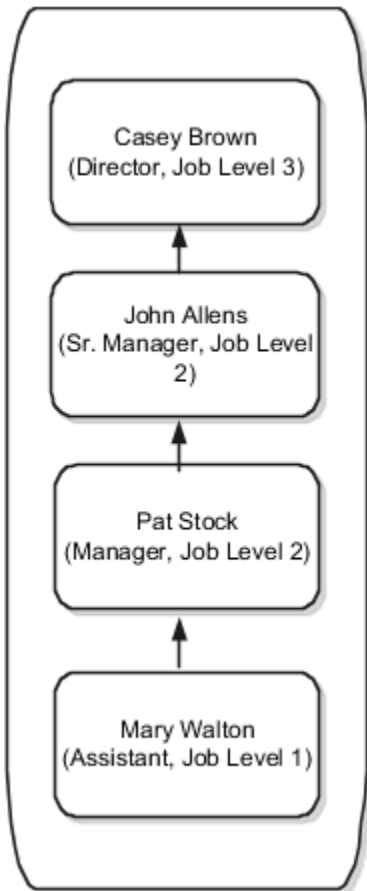 Casey Brown
(Director, Job Level 3)
John Allens
(Sr. Manager, Job Level
2)
Pat Stock
(Manager, Job Level 2)
Mary Walton
(Assistant, Job Level 1)